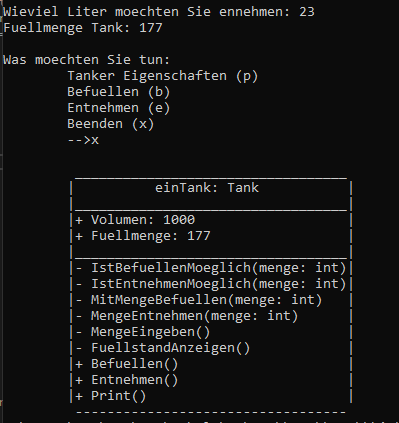 Wieviel Liter moechten Sie ennehmen: 23
Fuellmenge Tank: 177
Was moechten Sie tun:
Tanker Eigenschaften (p)
Befuellen (b)
Entnehmen (e)
Beenden (x)
-->x
einTank: Tank
+ Volumen: 1000
+ Fuellmenge: 177
- IstBefuellenMoeglich(menge: int)
- IstEntnehmenMoeglich(menge: int)
- MitMengeBefuellen(menge: int)
- MengeEntnehmen(menge: int)
- MengeEingeben()
- FuellstandAnzeigen()
+ Befuellen()
+ Entnehmen()
+ Print()